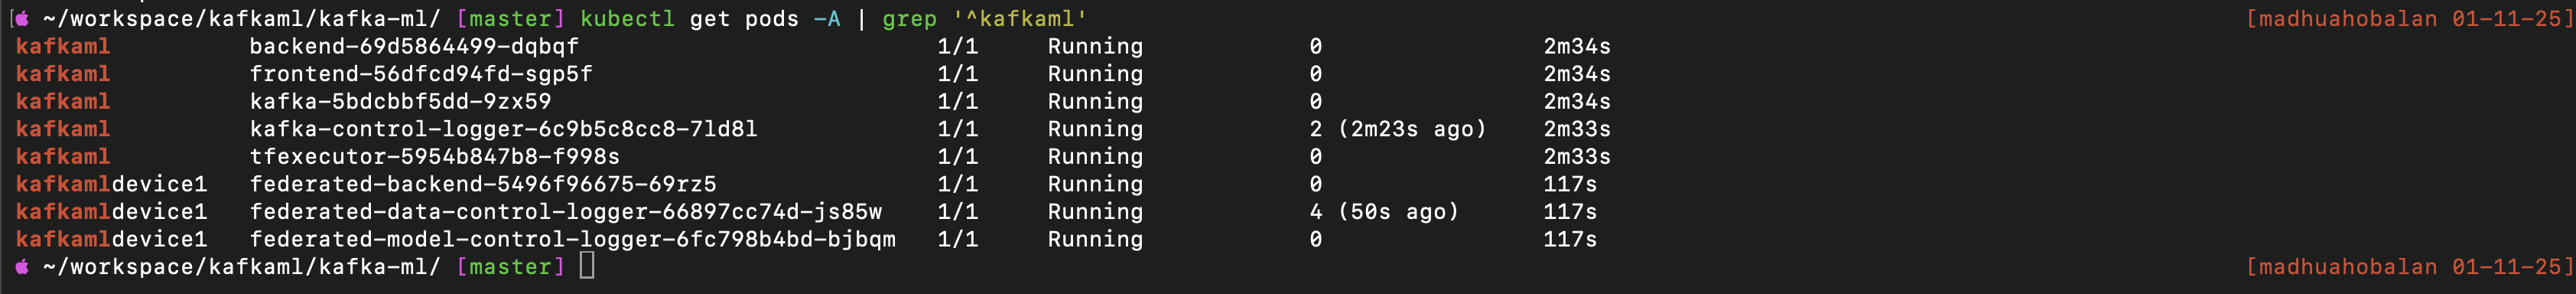 ~/workspace/kafkaml/kafka-ml/ [master] kubectl get pods -A | grep '^kafkaml' [madhuahobalan 01-11-25]
kafkaml backend-69d5864499-dqbqf 1/1 Running 0 2m34s
kafkaml frontend-56dfcd94fd-sgp5f 1/1 Running 0 2m34s
kafkaml kafka-5bdcbbf5dd-9zx59 1/1 Running 0 2m34s
kafkaml kafka-control-logger-6c9b5c8cc8-7ld8l 1/1 Running 2 (2m23s ago) 2m33s
kafkaml tfexecutor-5954b847b8-f998s 1/1 Running 0 2m33s
kafkamldevice1 federated-backend-5496f96675-69rz5 1/1 Running 0 117s
kafkamldevice1 federated-data-control-logger-66897cc74d-js85w 1/1 Running 4 (50s ago) 117s
kafkamldevice1 federated-model-control-logger-6fc798b4bd-bjbqm 1/1 Running 0 117s
~/workspace/kafkaml/kafka-ml/ [master] [madhuahobalan 01-11-25]